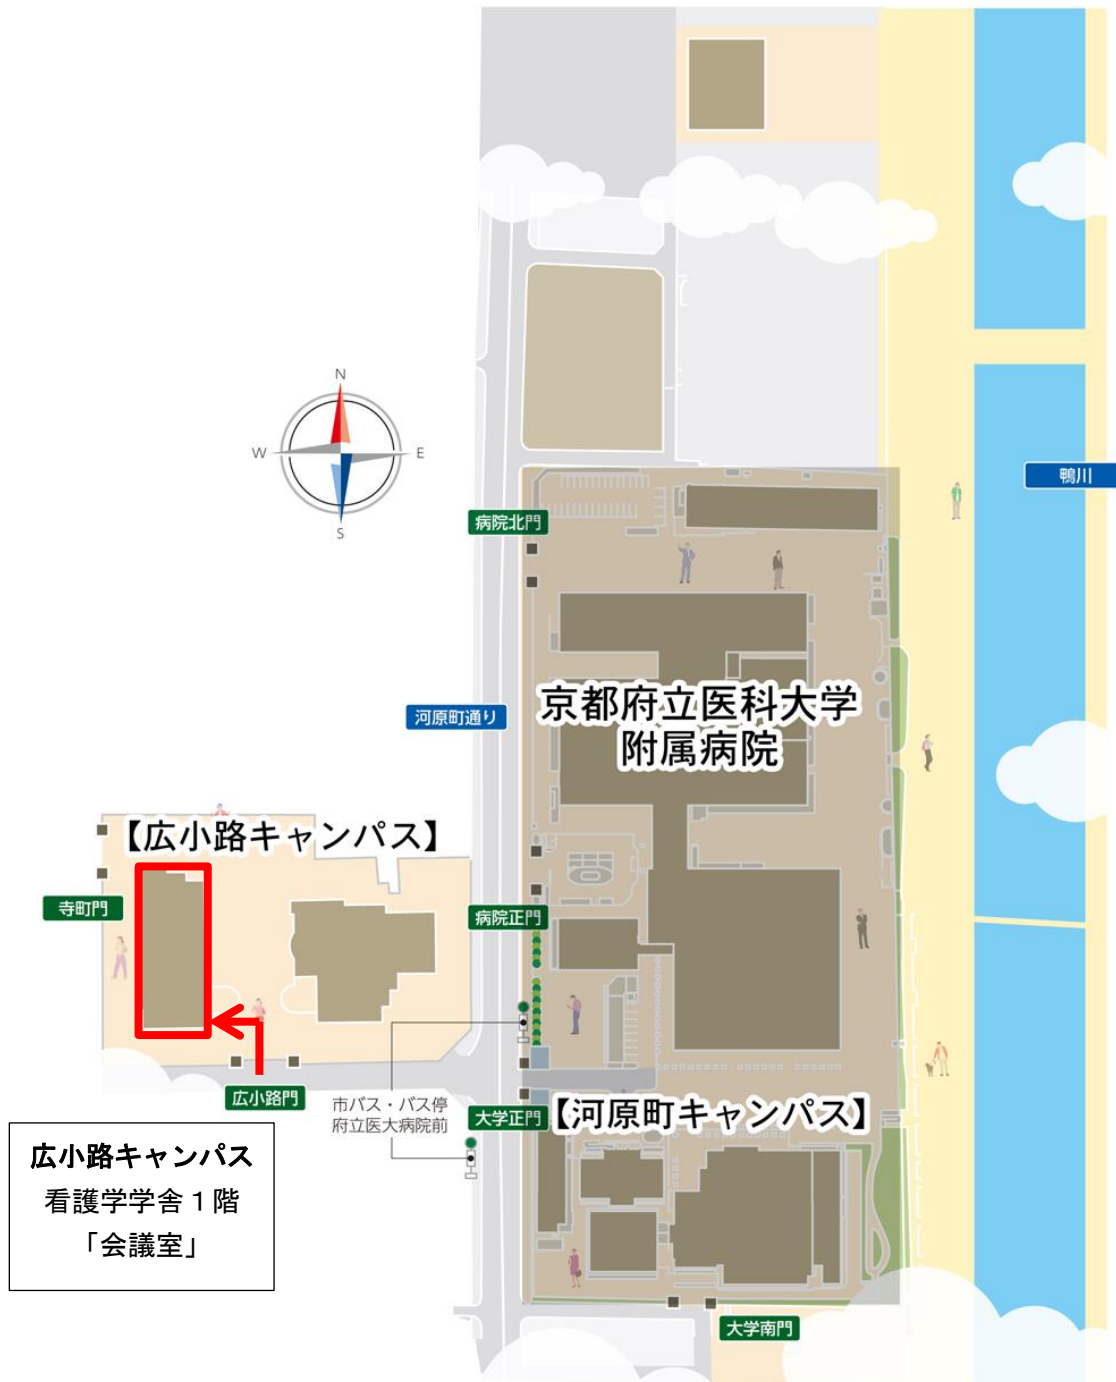 N
W
E
S
鴨川
病院北門
河原町通り
京都府立医科大学
附属病院
【広小路キャンパス】
寺町門
病院正門
広小路門
市バス・バス停
府立医大病院前
大学正門
【河原町キャンパス】
広小路キャンパス
看護学学舎１階
「会議室」
大学南門